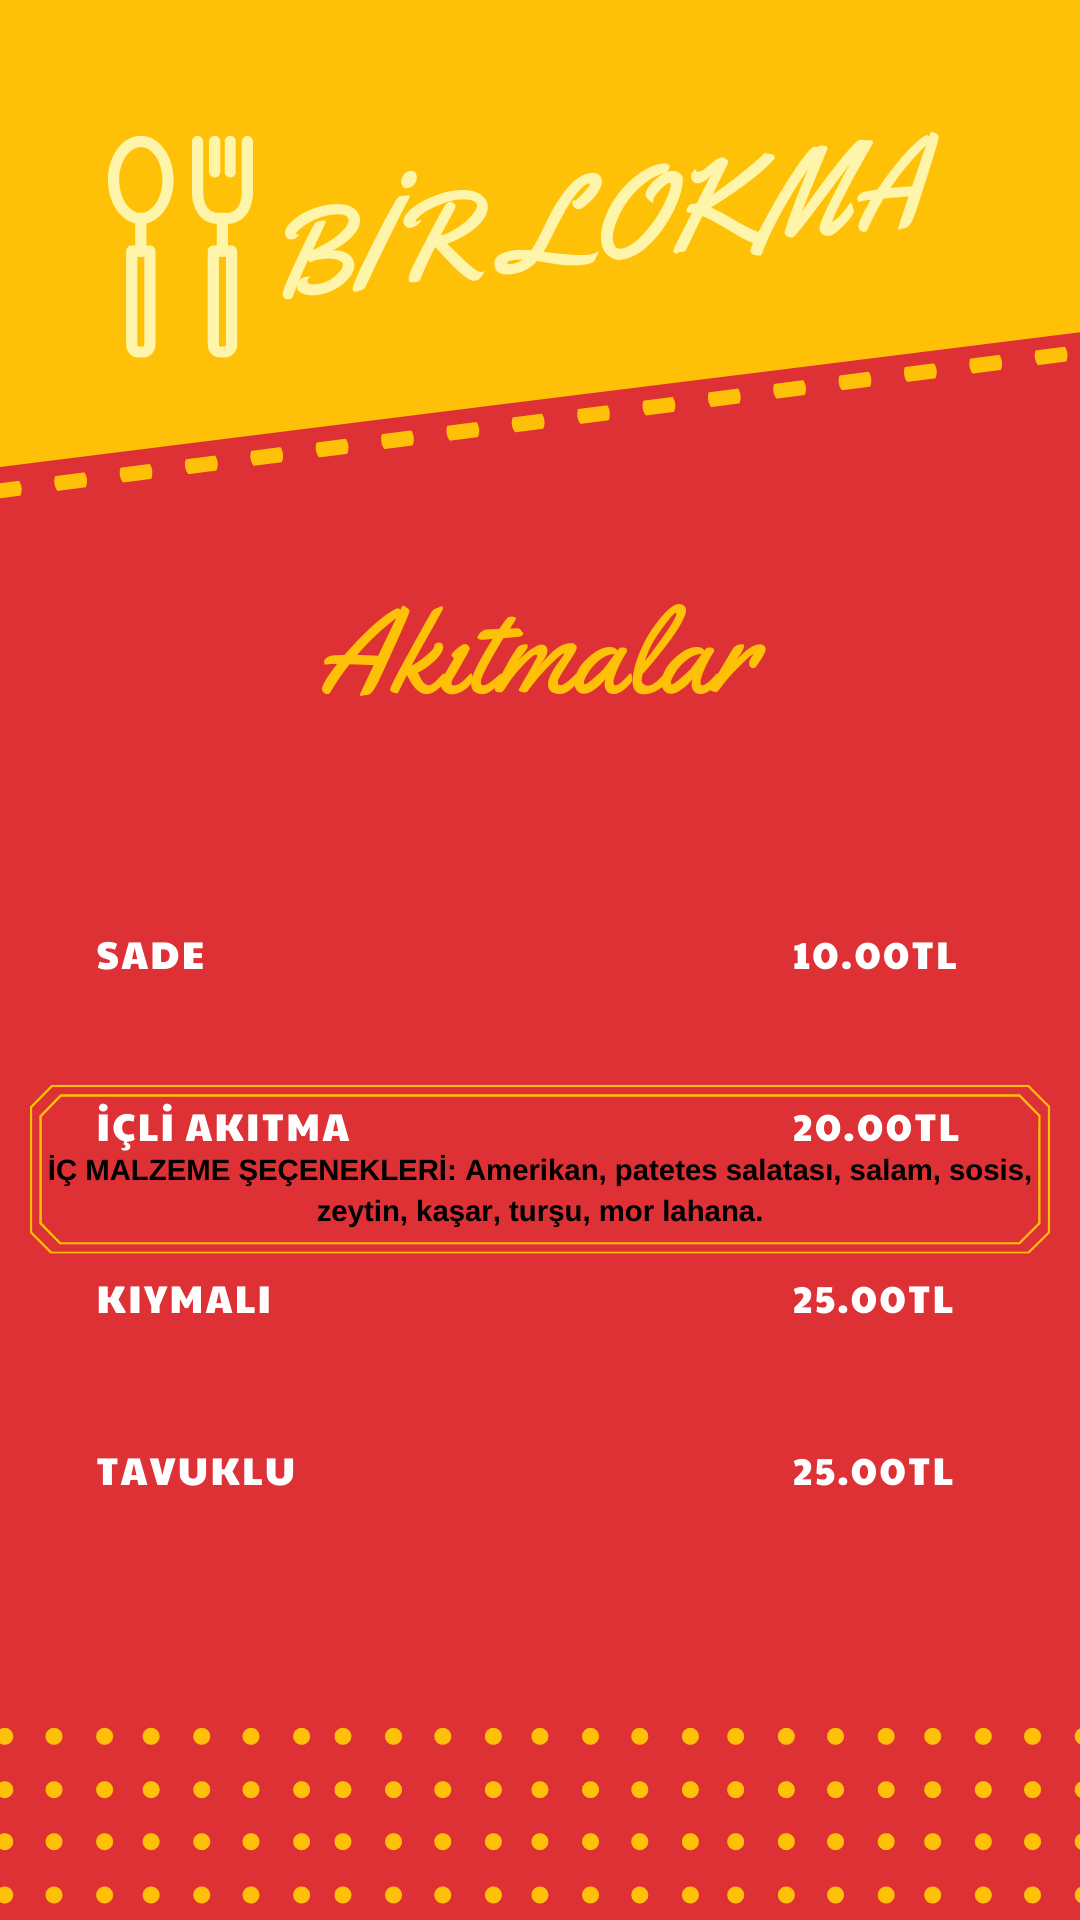 BİR LOKMA
Akıtmalar
SADE 10.00TL
İÇLİ AKITMA 20.00TL
İÇ MALZEME ŞEÇENEKLERİ: Amerikan, patetes salatası, salam, sosis,
zeytin, kaşar, turşu, mor lahana.
KIYMALI 25.00TL
TAVUKLU 25.00TL